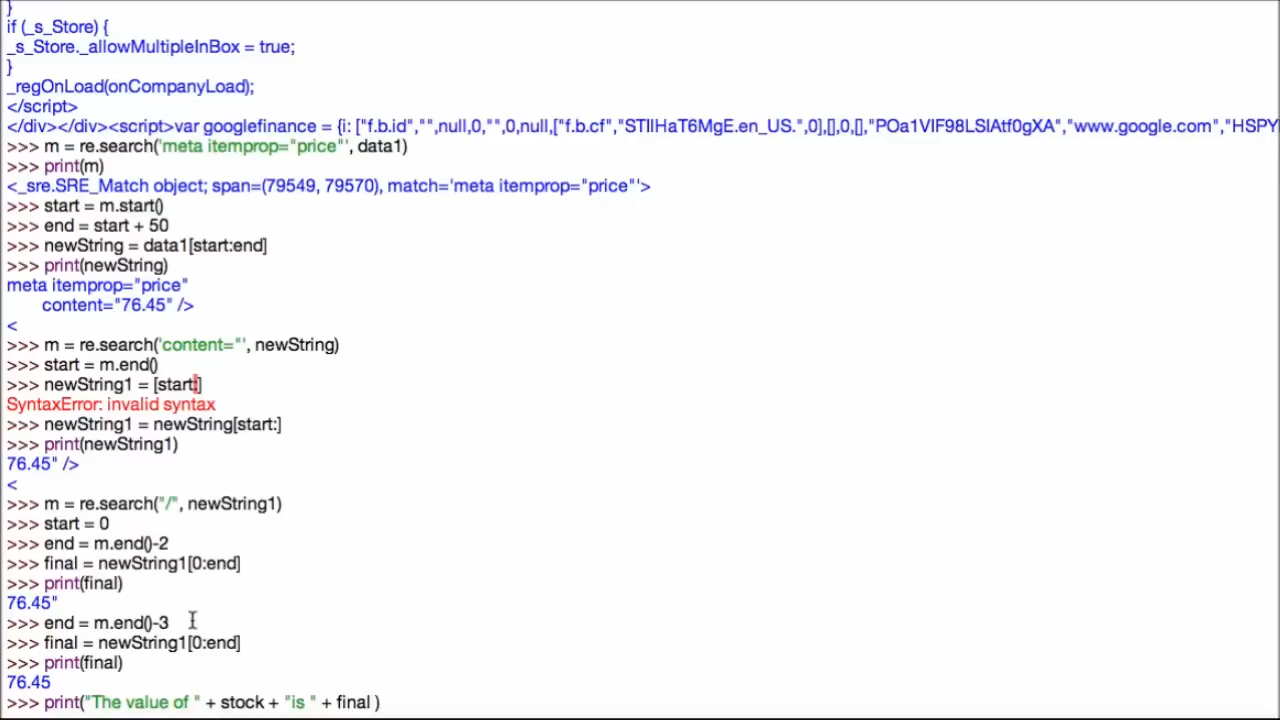 }
if (_s_Store) {
_s_Store._allowMultipleInBox = true;
}
_regOnLoad(onCompanyLoad);
</script>
</div></div><script>var googlefinance = {i: ["f.b.id","",null,0,"",0,null,["f.b.cf","STIlHaT6MgE.en_US.",0],[],0,[],"POa1VIF98LSIAtf0gXA","www.google.com","HSPY
>>> m = re.search('meta itemprop="price"', data1)
>>> print(m)
<_sre.SRE_Match object; span=(79549, 79570), match='meta itemprop="price"'>
>>> start = m.start()
>>> end = start + 50
>>> newString = data1[start:end]
>>> print(newString)
meta itemprop="price"
content="76.45" />
<
>>> m = re.search('content="', newString)
>>> start = m.end()
>>> newString1 = [start:]
SyntaxError: invalid syntax
>>> newString1 = newString[start:]
>>> print(newString1)
76.45" />
<
>>> m = re.search("/", newString1)
>>> start = 0
>>> end = m.end()-2
>>> final = newString1[0:end]
>>> print(final)
76.45"
>>> end = m.end()-3
>>> final = newString1[0:end]
>>> print(final)
76.45
>>> print("The value of " + stock + "is " + final )